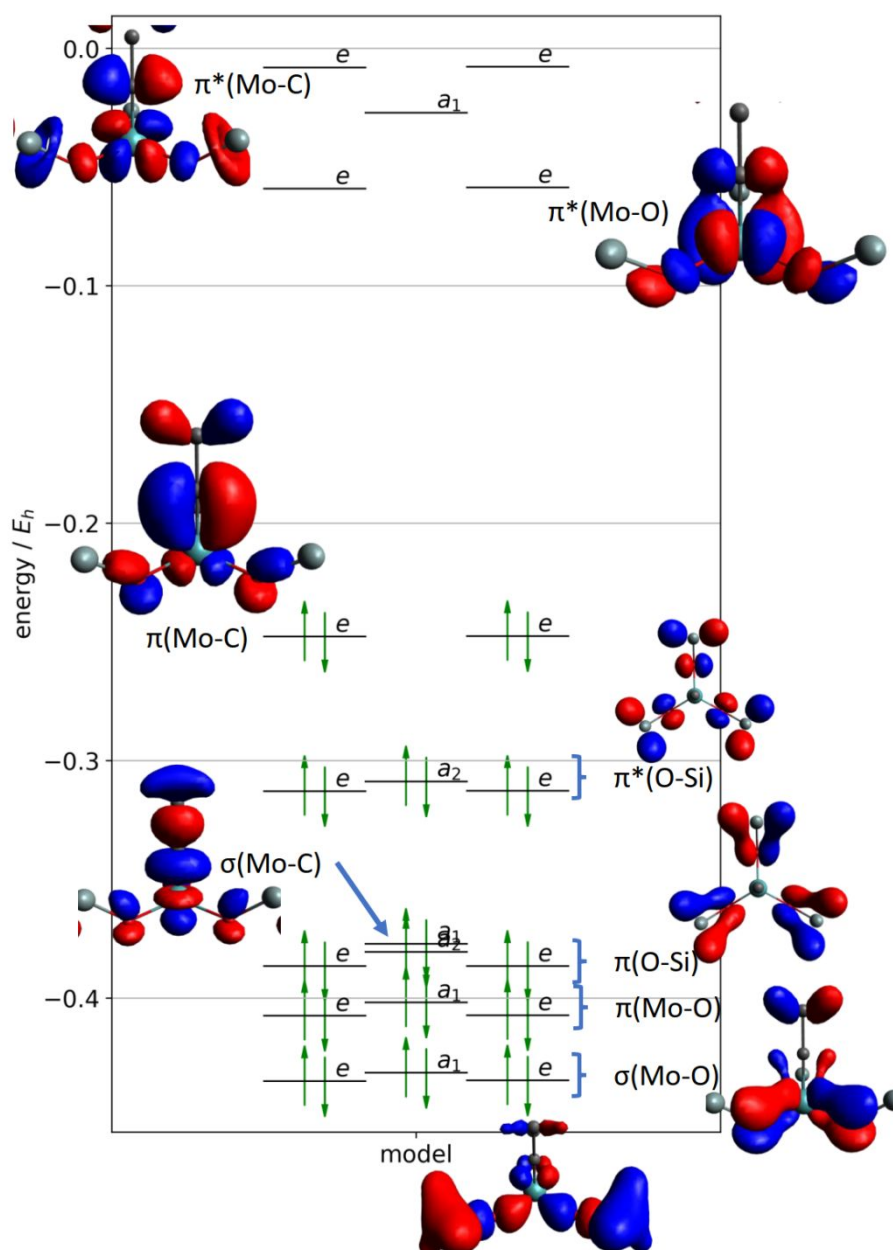 0.0
e
e
π*(Mo-C)
a₁
e
e
π*(Mo-O)
−0.1
−0.2
energy / Eₕ
e
e
π(Mo-C)
−0.3
e
a₂
e
π*(O-Si)
σ(Mo-C)
a₁
a₂
e
e
π(O-Si)
−0.4
a₁
e
e
π(Mo-O)
a₁
e
e
σ(Mo-O)
model